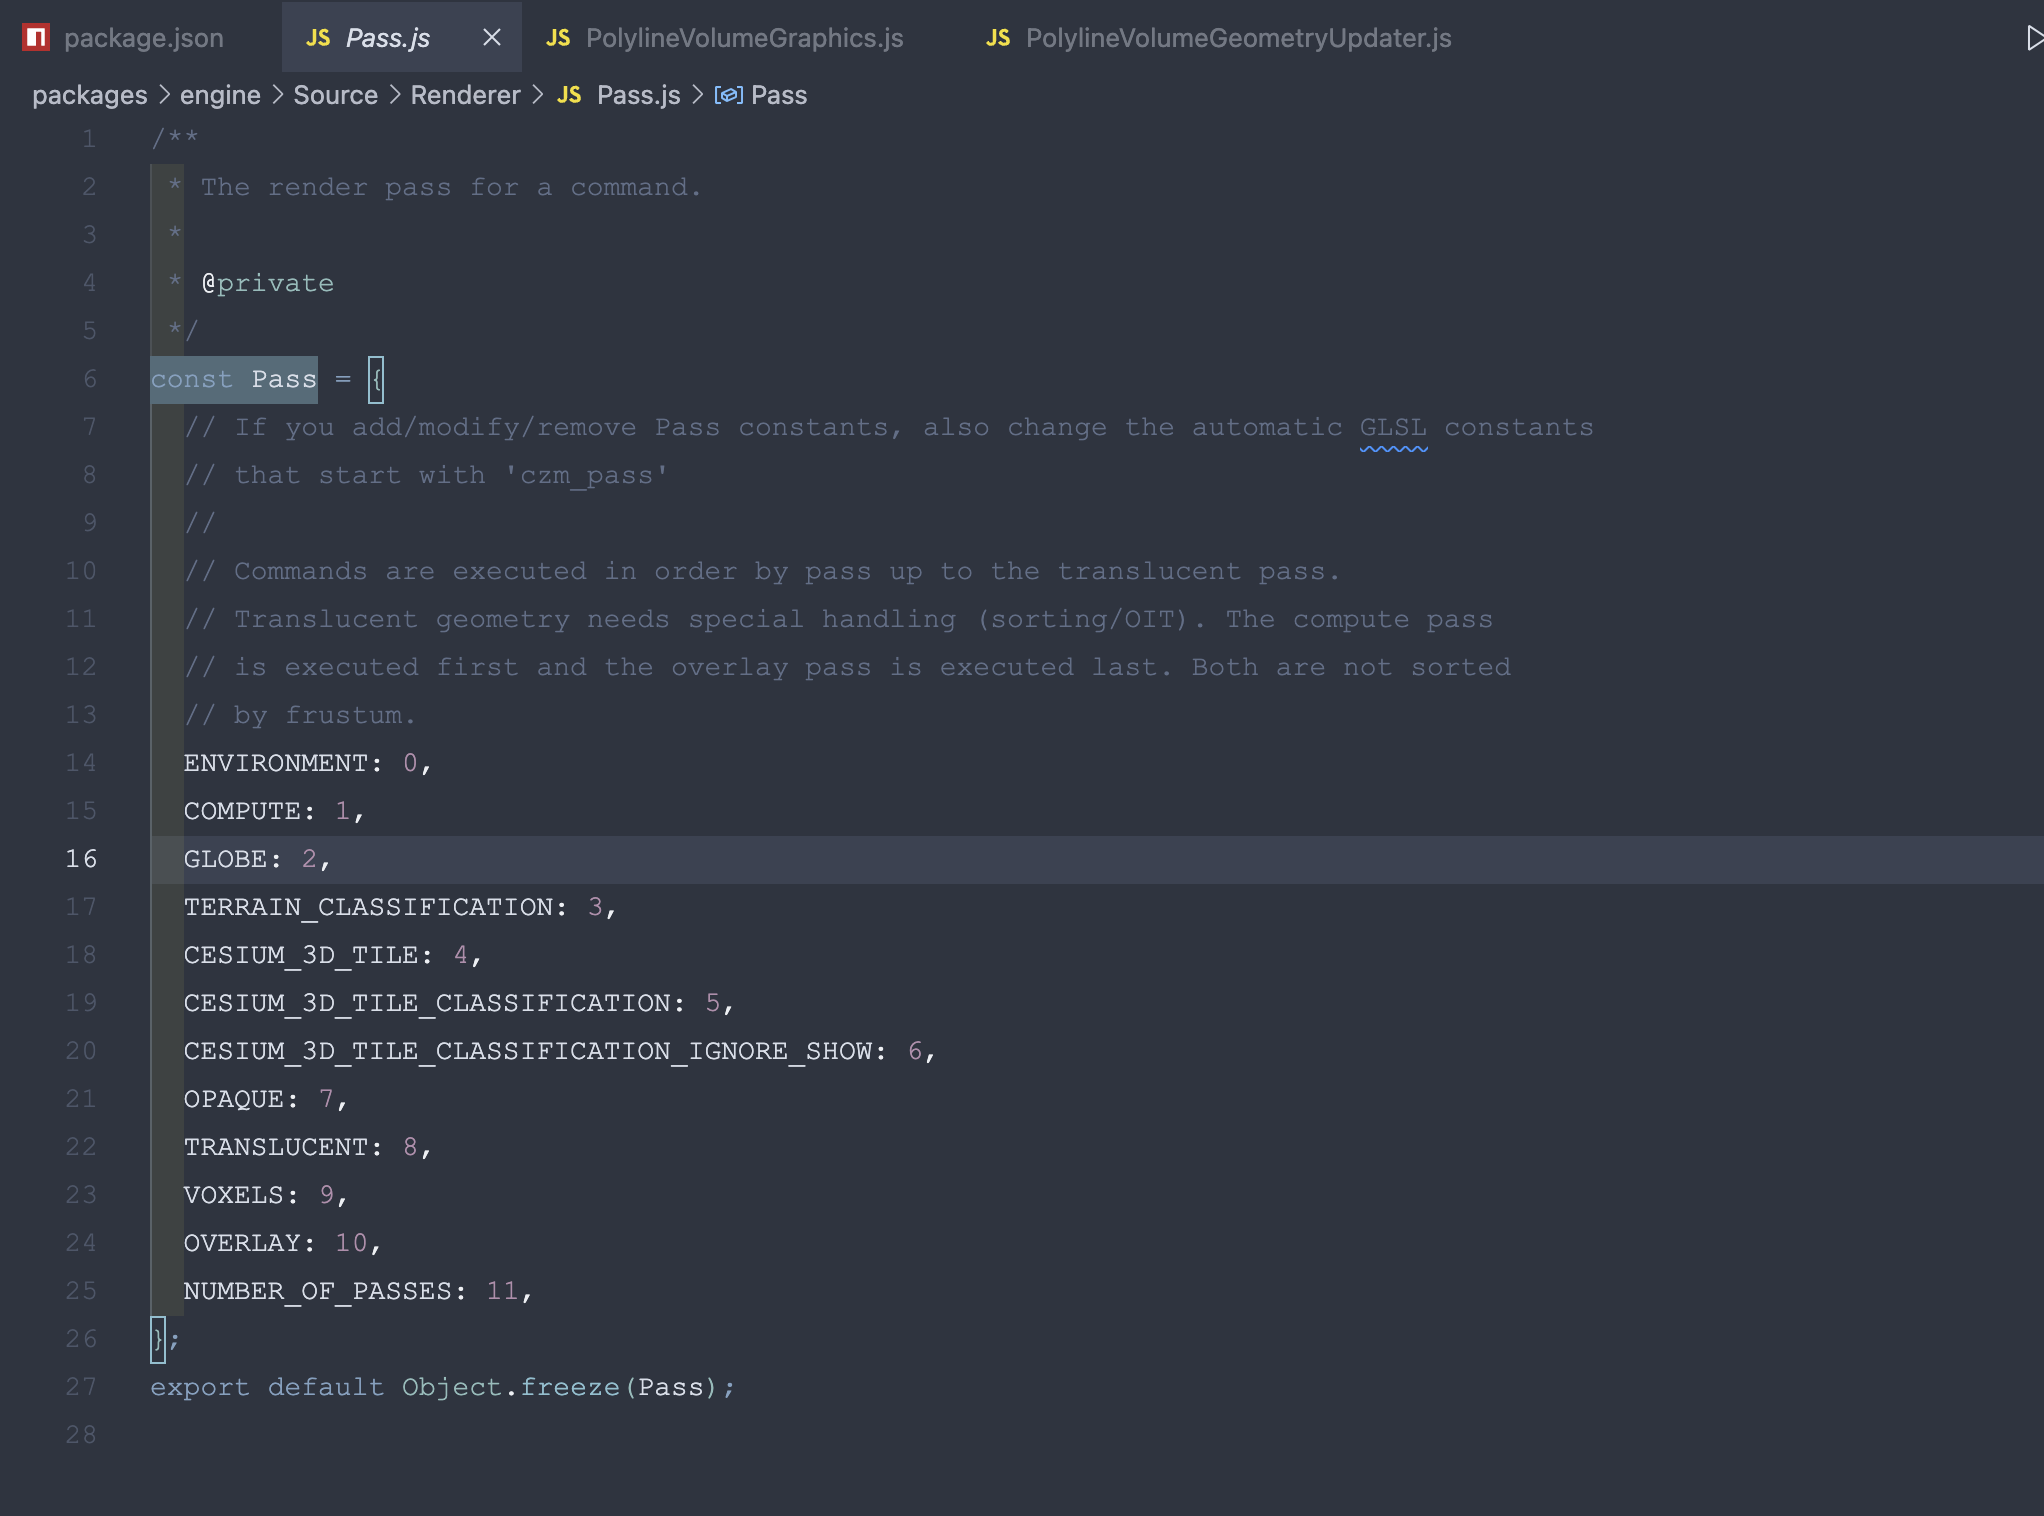 package.json JS Pass.js JS PolylineVolumeGraphics.js JS PolylineVolumeGeometryUpdater.js
packages > engine > Source > Renderer > JS Pass.js > Pass
1 /**
2  * The render pass for a command.
3  *
4  * @private
5  */
6 const Pass = {
7   // If you add/modify/remove Pass constants, also change the automatic GLSL constants
8   // that start with 'czm_pass'
9   //
10   // Commands are executed in order by pass up to the translucent pass.
11   // Translucent geometry needs special handling (sorting/OIT). The compute pass
12   // is executed first and the overlay pass is executed last. Both are not sorted
13   // by frustum.
14   ENVIRONMENT: 0,
15   COMPUTE: 1,
16   GLOBE: 2,
17   TERRAIN_CLASSIFICATION: 3,
18   CESIUM_3D_TILE: 4,
19   CESIUM_3D_TILE_CLASSIFICATION: 5,
20   CESIUM_3D_TILE_CLASSIFICATION_IGNORE_SHOW: 6,
21   OPAQUE: 7,
22   TRANSLUCENT: 8,
23   VOXELS: 9,
24   OVERLAY: 10,
25   NUMBER_OF_PASSES: 11,
26 };
27 export default Object.freeze(Pass);
28